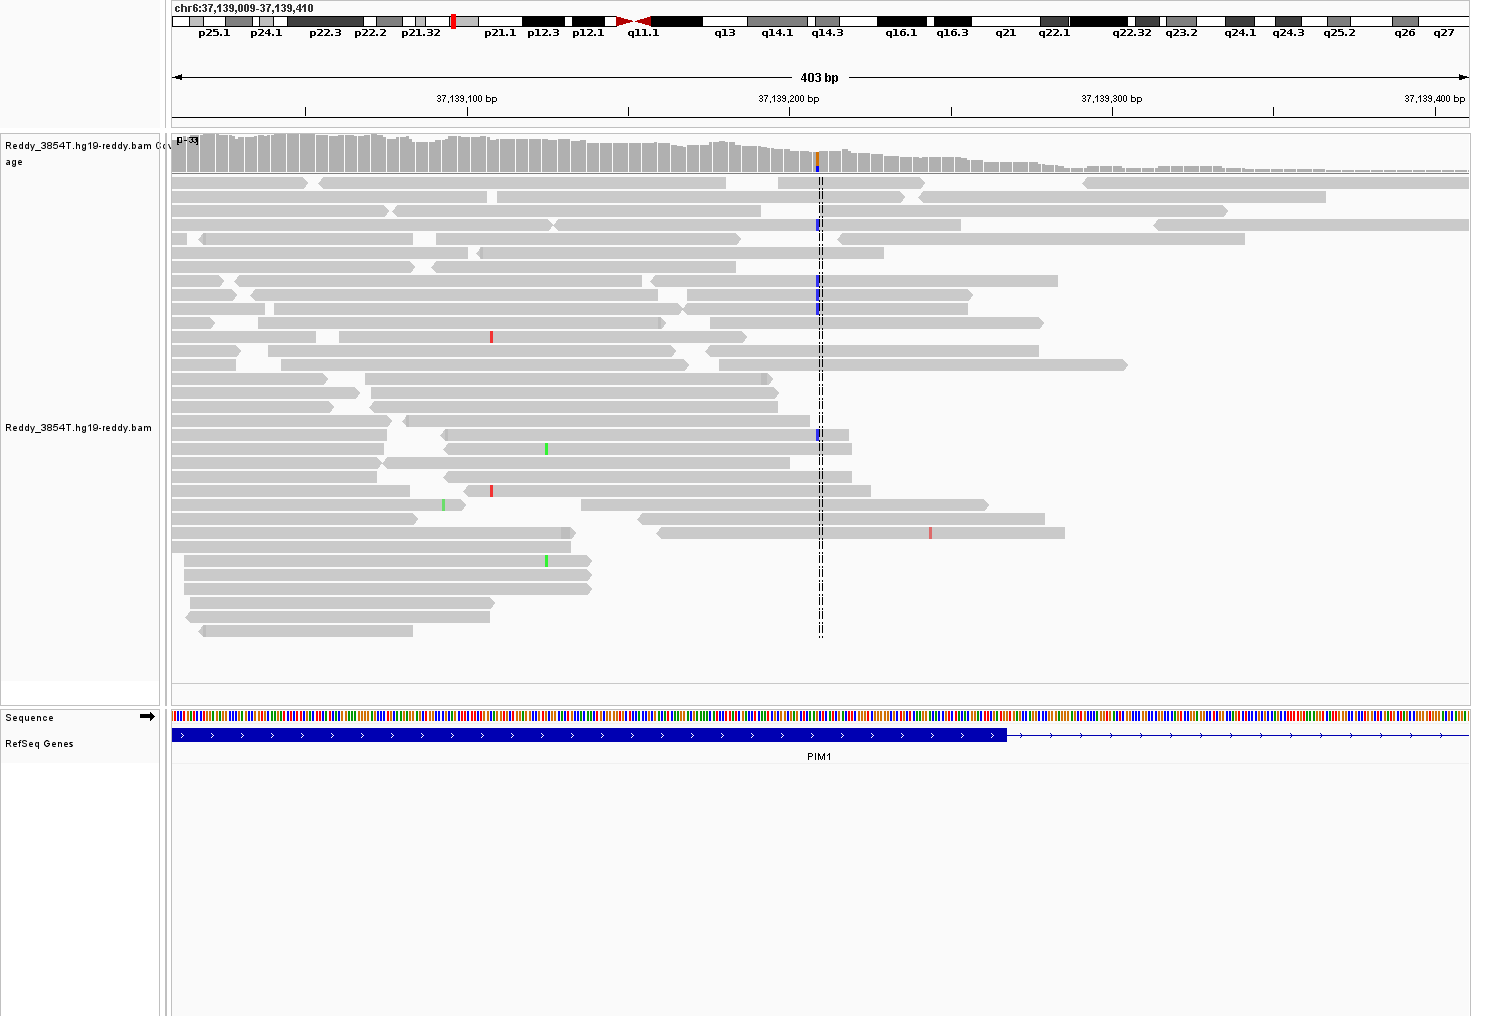 chr6:37,139,009-37,139,410
p25.1 p24.1 p22.3 p22.2 p21.32 p21.1 p12.3 p12.1 q11.1 q13 q14.1 q14.3 q16.1 q16.3 q21 q22.1 q22.32 q23.2 q24.1 q24.3 q25.2 q26 q27
403 bp
37,139,100 bp 37,139,200 bp 37,139,300 bp 37,139,400 bp
Reddy_3854T.hg19-reddy.bam
age
Reddy_3854T.hg19-reddy.bam
Sequence
RefSeq Genes
PIM1